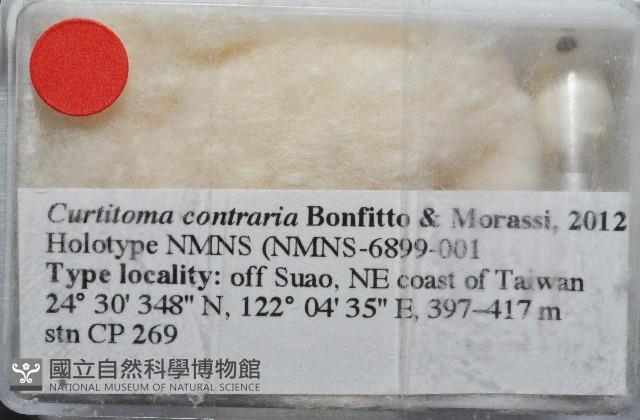 Curtitoma contraria Bonfitto & Morassi, 2012
Holotype NMNS (NMNS-6899-001
Type locality: off Suao, NE coast of Taiwan
24° 30' 348" N, 122° 04' 35" E, 397–417 m
stn CP 269
國立自然科學博物館
NATIONAL MUSEUM OF NATURAL SCIENCE